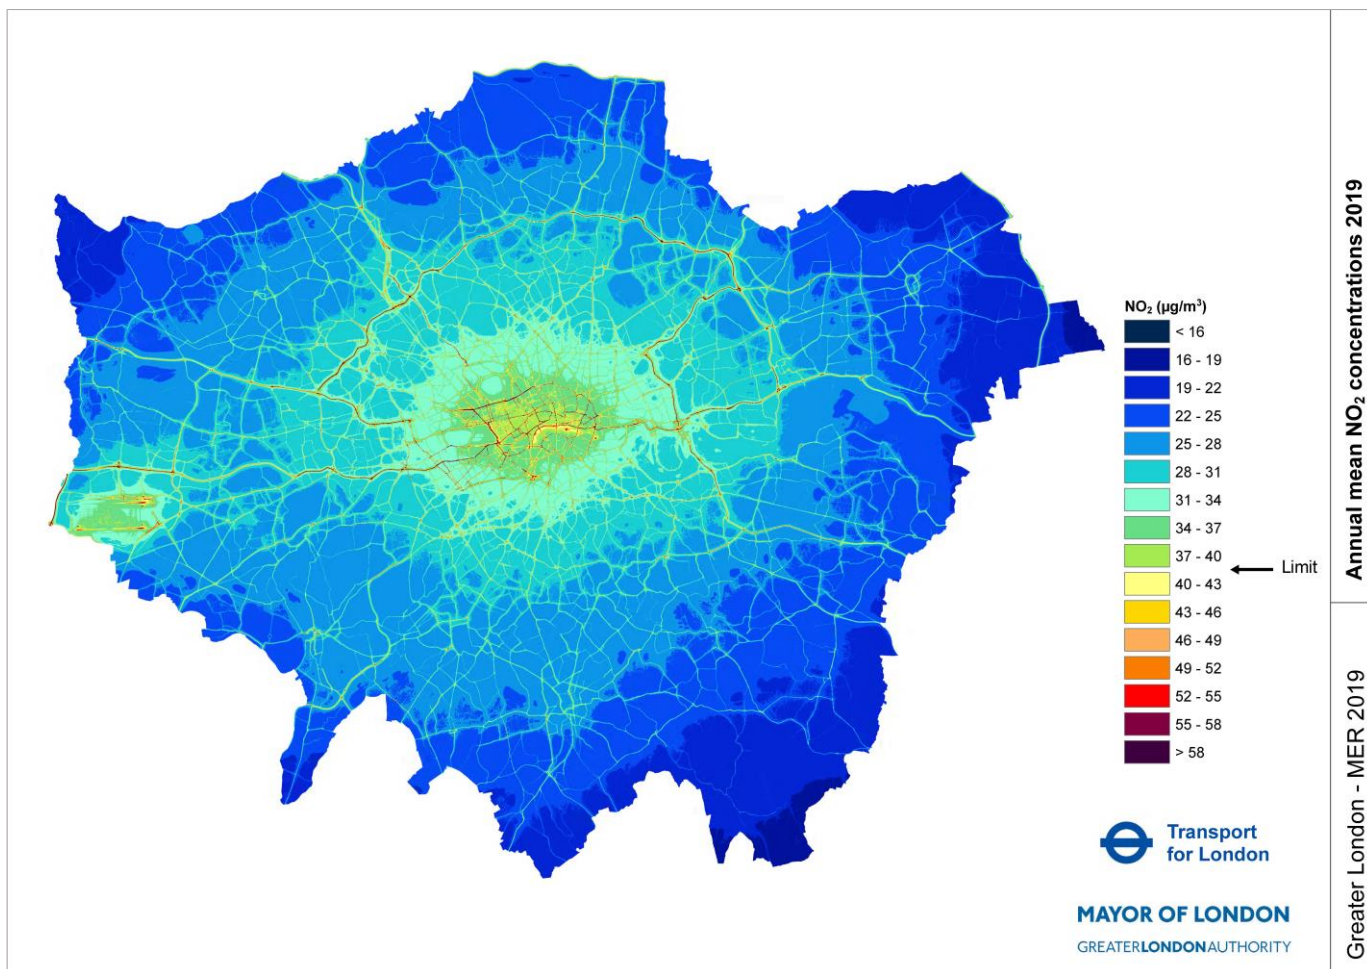 NO₂ (µg/m³)
< 16
16 - 19
19 - 22
22 - 25
25 - 28
28 - 31
31 - 34
34 - 37
37 - 40
Limit
40 - 43
43 - 46
46 - 49
49 - 52
52 - 55
55 - 58
> 58
Transport
for London
MAYOR OF LONDON
GREATERLONDONAUTHORITY
Annual mean NO₂ concentrations 2019
Greater London - MER 2019